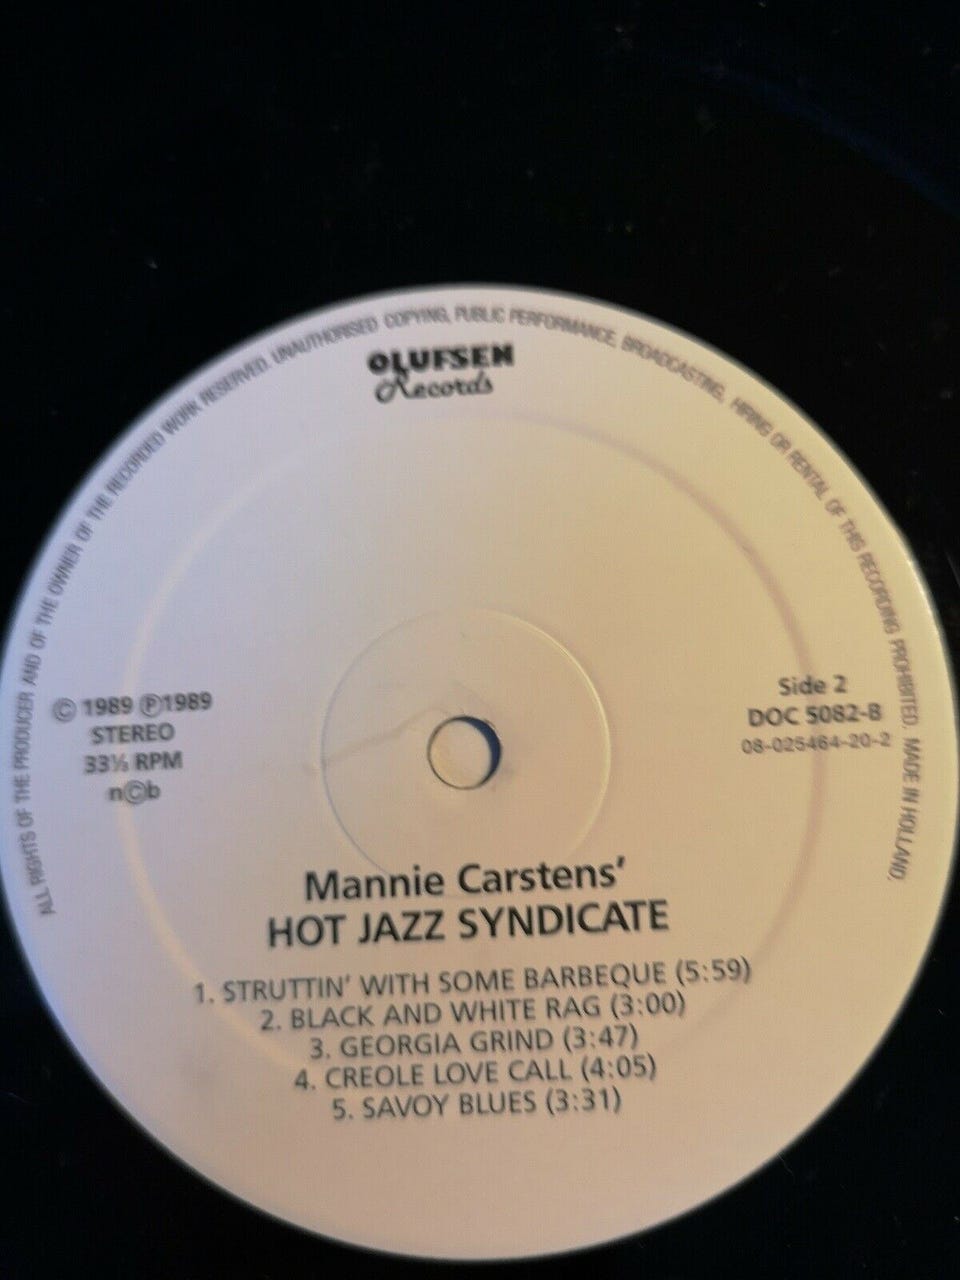 ALL RIGHTS OF THE PRODUCER AND OF THE OWNER OF THE RECORDED WORK RESERVED. UNAUTHORISED COPYING, PUBLIC PERFORMANCE, BROADCASTING, HIRING OR RENTAL OF THIS RECORDING PROHIBITED. MADE IN HOLLAND.
OLUFSEN
Records
© 1989 ℗1989
STEREO
33⅓ RPM
n©b
Side 2
DOC 5082-B
08-025464-20-2
Mannie Carstens'
HOT JAZZ SYNDICATE
1. STRUTTIN' WITH SOME BARBEQUE (5:59)
2. BLACK AND WHITE RAG (3:00)
3. GEORGIA GRIND (3:47)
4. CREOLE LOVE CALL (4:05)
5. SAVOY BLUES (3:31)